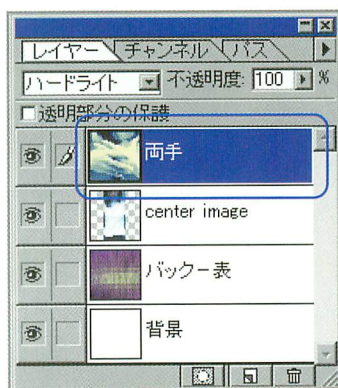 レイヤー チャンネル パス
ハードライト 不透明度: 100 %
透明部分の保護
両手
center image
バックー表
背景